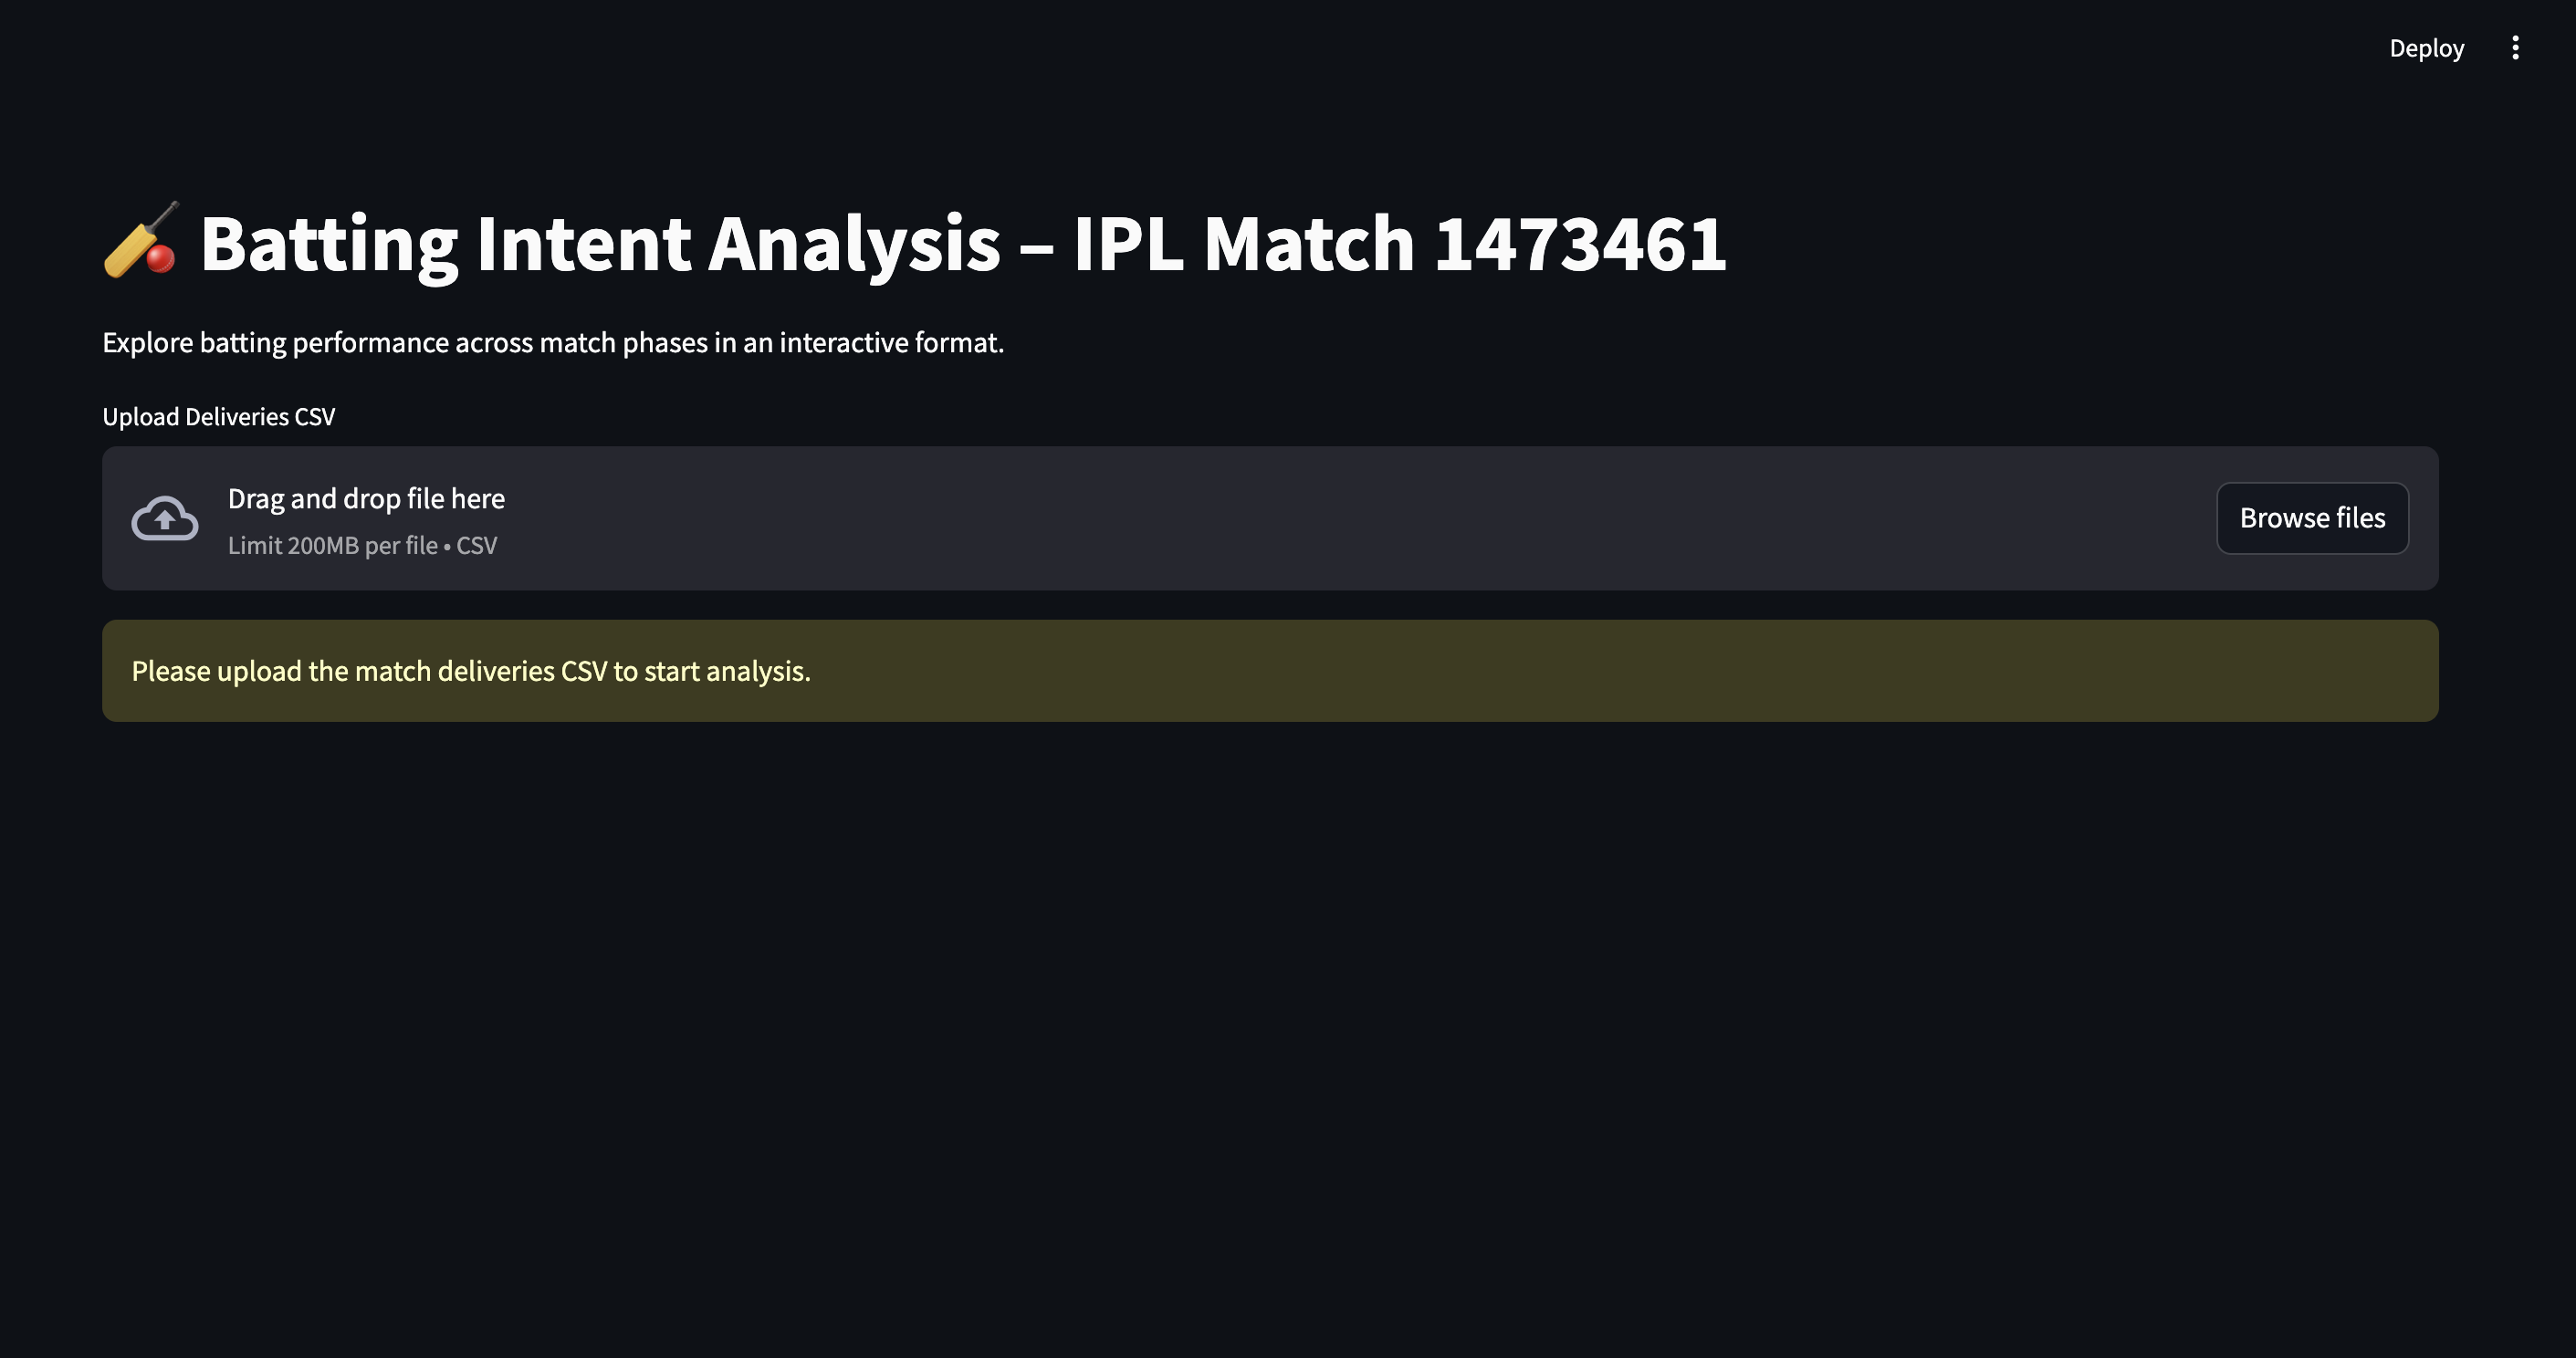 Deploy
Batting Intent Analysis – IPL Match 1473461
Explore batting performance across match phases in an interactive format.
Upload Deliveries CSV
Drag and drop file here
Limit 200MB per file • CSV
Browse files
Please upload the match deliveries CSV to start analysis.